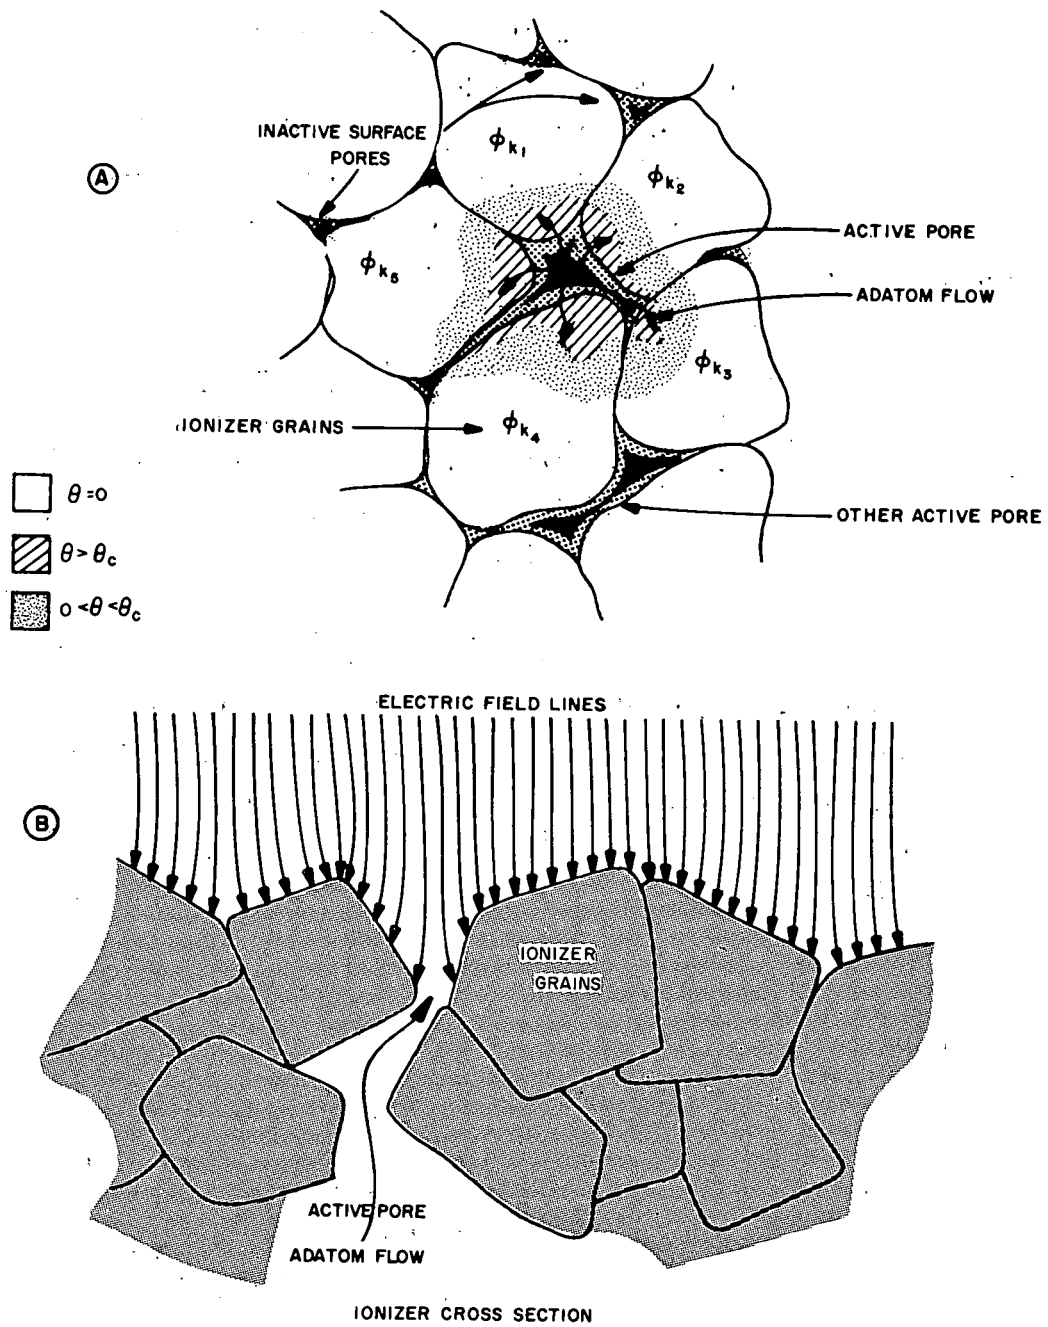 INACTIVE SURFACE
PORES
A
ϕk1
ϕk2
ACTIVE PORE
ϕk5
ADATOM FLOW
ϕk3
IONIZER GRAINS
ϕk4
θ = 0
OTHER ACTIVE PORE
θ > θc
0 < θ < θc
ELECTRIC FIELD LINES
B
IONIZER
GRAINS
ACTIVE PORE
ADATOM FLOW
IONIZER CROSS SECTION